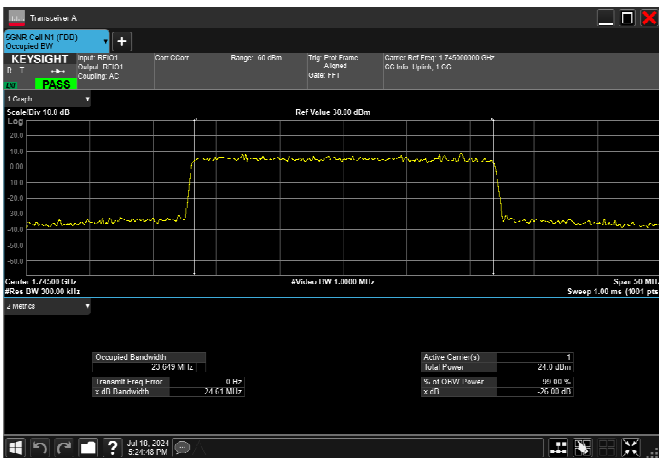 Transceiver A
5GNR Cell N1 (FDD)
Occupied BW
+
KEYSIGHT
R T
PASS
Input: RFIO1
Output: RFIO1
Coupling: AC
Corr CCorr
Range: 60 dBm
Trig: Prot Frame
Aligned
Gate: FFT
Carrier Ref Freq: 1.745000000 GHz
CC Info: Uplink, 1 CC
1 Graph
Scale/Div 10.0 dB
Ref Value 30.00 dBm
Log
20.0
10.0
0.00
10.0
20.0
30.0
40.0
50.0
60.0
Center 1.74500 GHz
#Video BW 1.0000 MHz
Span 50 MHz
#Res BW 300.00 kHz
Sweep 1.00 ms (1001 pts
2 Metrics
Occupied Bandwidth
23.649 MHz
Transmit Freq Error 0 Hz
x dB Bandwidth 24.61 MHz
Active Carrier(s) 1
Total Power 24.0 dBm
% of OBW Power 99.00 %
x dB -26.00 dB
?
Jul 18, 2024
5:24:48 PM